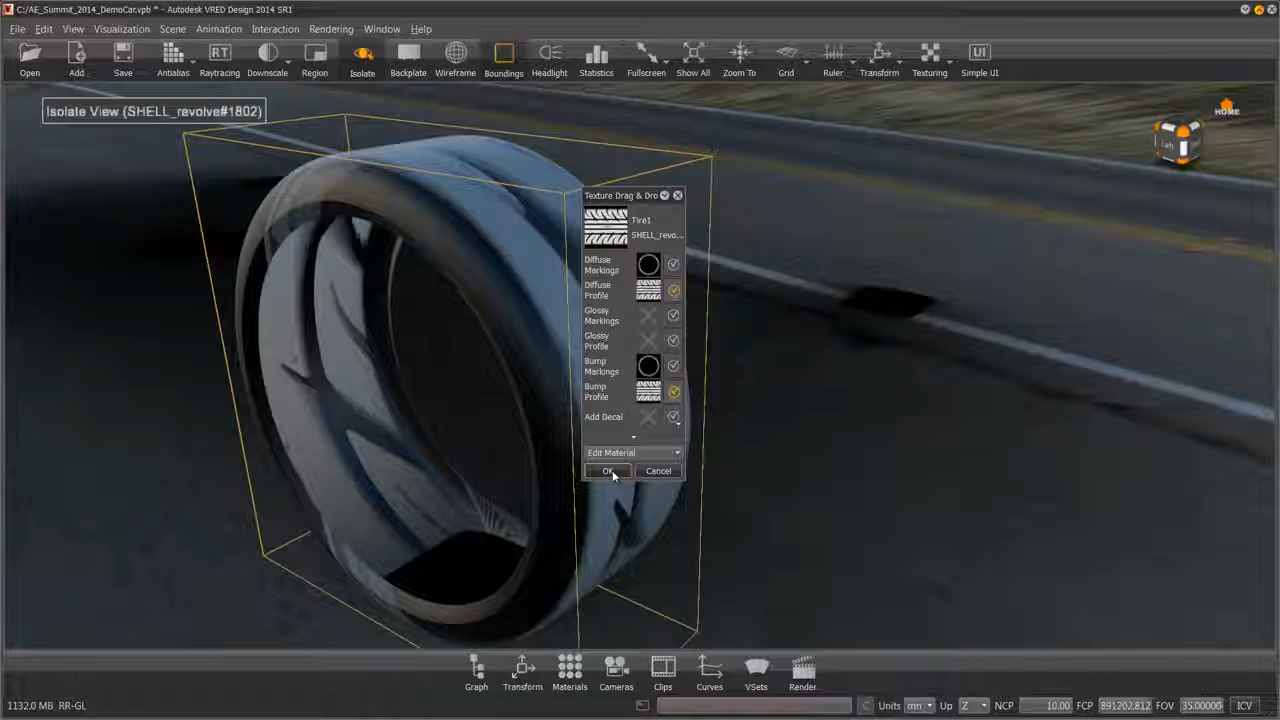 C:/AE_Summit_2014_DemoCar.vpb * - Autodesk VRED Design 2014 SR1
File Edit View Visualization Scene Animation Interaction Rendering Window Help
RT UI
Open Add Save Antialias Raytracing Downscale Region Isolate Backplate Wireframe Boundings Headlight Statistics Fullscreen Show All Zoom To Grid Ruler Transform Texturing Simple UI
Isolate View (SHELL_revolve#1802)
HOME
Left
Texture Drag & Dro
Tire1
SHELL_revo...
Diffuse
Markings
Diffuse
Profile
Glossy
Markings
Glossy
Profile
Bump
Markings
Bump
Profile
Add Decal
Edit Material
OK Cancel
Graph Transform Materials Cameras Clips Curves VSets Render
1132.0 MB RR-GL Units Up Z NCP 10.00 FCP 891202.812 FOV 35.00000 ICV